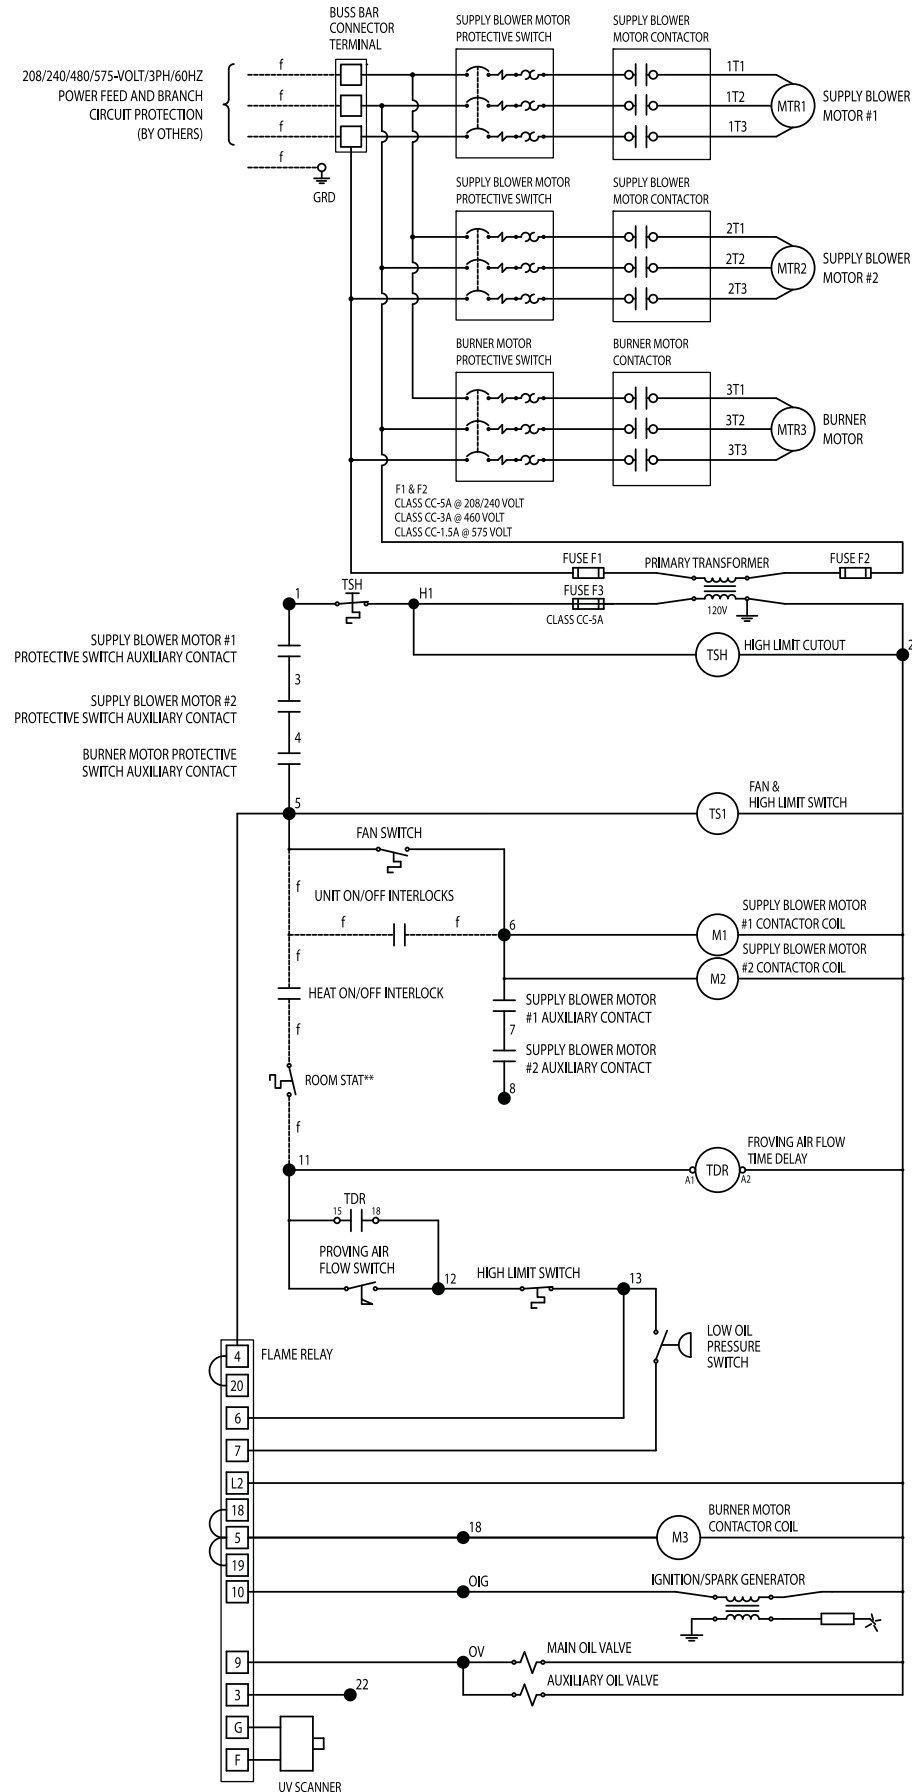 BUSS BAR
CONNECTOR
TERMINAL
SUPPLY BLOWER MOTOR
PROTECTIVE SWITCH
SUPPLY BLOWER
MOTOR CONTACTOR
208/240/480/575-VOLT/3PH/60HZ
POWER FEED AND BRANCH
CIRCUIT PROTECTION
(BY OTHERS)
f
f
f
f
GRD
1T1
1T2
1T3
MTR1
SUPPLY BLOWER
MOTOR #1
SUPPLY BLOWER MOTOR
PROTECTIVE SWITCH
SUPPLY BLOWER
MOTOR CONTACTOR
2T1
2T2
2T3
MTR2
SUPPLY BLOWER
MOTOR #2
BURNER MOTOR
PROTECTIVE SWITCH
BURNER MOTOR
CONTACTOR
3T1
3T2
3T3
MTR3
BURNER
MOTOR
F1 & F2
CLASS CC-5A @ 208/240 VOLT
CLASS CC-3A @ 460 VOLT
CLASS CC-1.5A @ 575 VOLT
FUSE F1
PRIMARY TRANSFORMER
FUSE F2
1
TSH
H1
FUSE F3
CLASS CC-5A
120V
SUPPLY BLOWER MOTOR #1
PROTECTIVE SWITCH AUXILIARY CONTACT
TSH
HIGH LIMIT CUTOUT
2
3
SUPPLY BLOWER MOTOR #2
PROTECTIVE SWITCH AUXILIARY CONTACT
4
BURNER MOTOR PROTECTIVE
SWITCH AUXILIARY CONTACT
5
TS1
FAN &
HIGH LIMIT SWITCH
FAN SWITCH
f
UNIT ON/OFF INTERLOCKS
f
f
6
M1
SUPPLY BLOWER MOTOR
#1 CONTACTOR COIL
f
M2
SUPPLY BLOWER MOTOR
#2 CONTACTOR COIL
HEAT ON/OFF INTERLOCK
SUPPLY BLOWER MOTOR
#1 AUXILIARY CONTACT
f
7
SUPPLY BLOWER MOTOR
#2 AUXILIARY CONTACT
ROOM STAT**
8
f
11
FROVING AIR FLOW
TIME DELAY
A1
TDR
A2
TDR
15
18
PROVING AIR
FLOW SWITCH
12
HIGH LIMIT SWITCH
13
LOW OIL
PRESSURE
SWITCH
4
FLAME RELAY
20
6
7
L2
18
5
18
M3
BURNER MOTOR
CONTACTOR COIL
19
10
OIG
IGNITION/SPARK GENERATOR
9
OV
MAIN OIL VALVE
3
22
AUXILIARY OIL VALVE
G
F
UV SCANNER